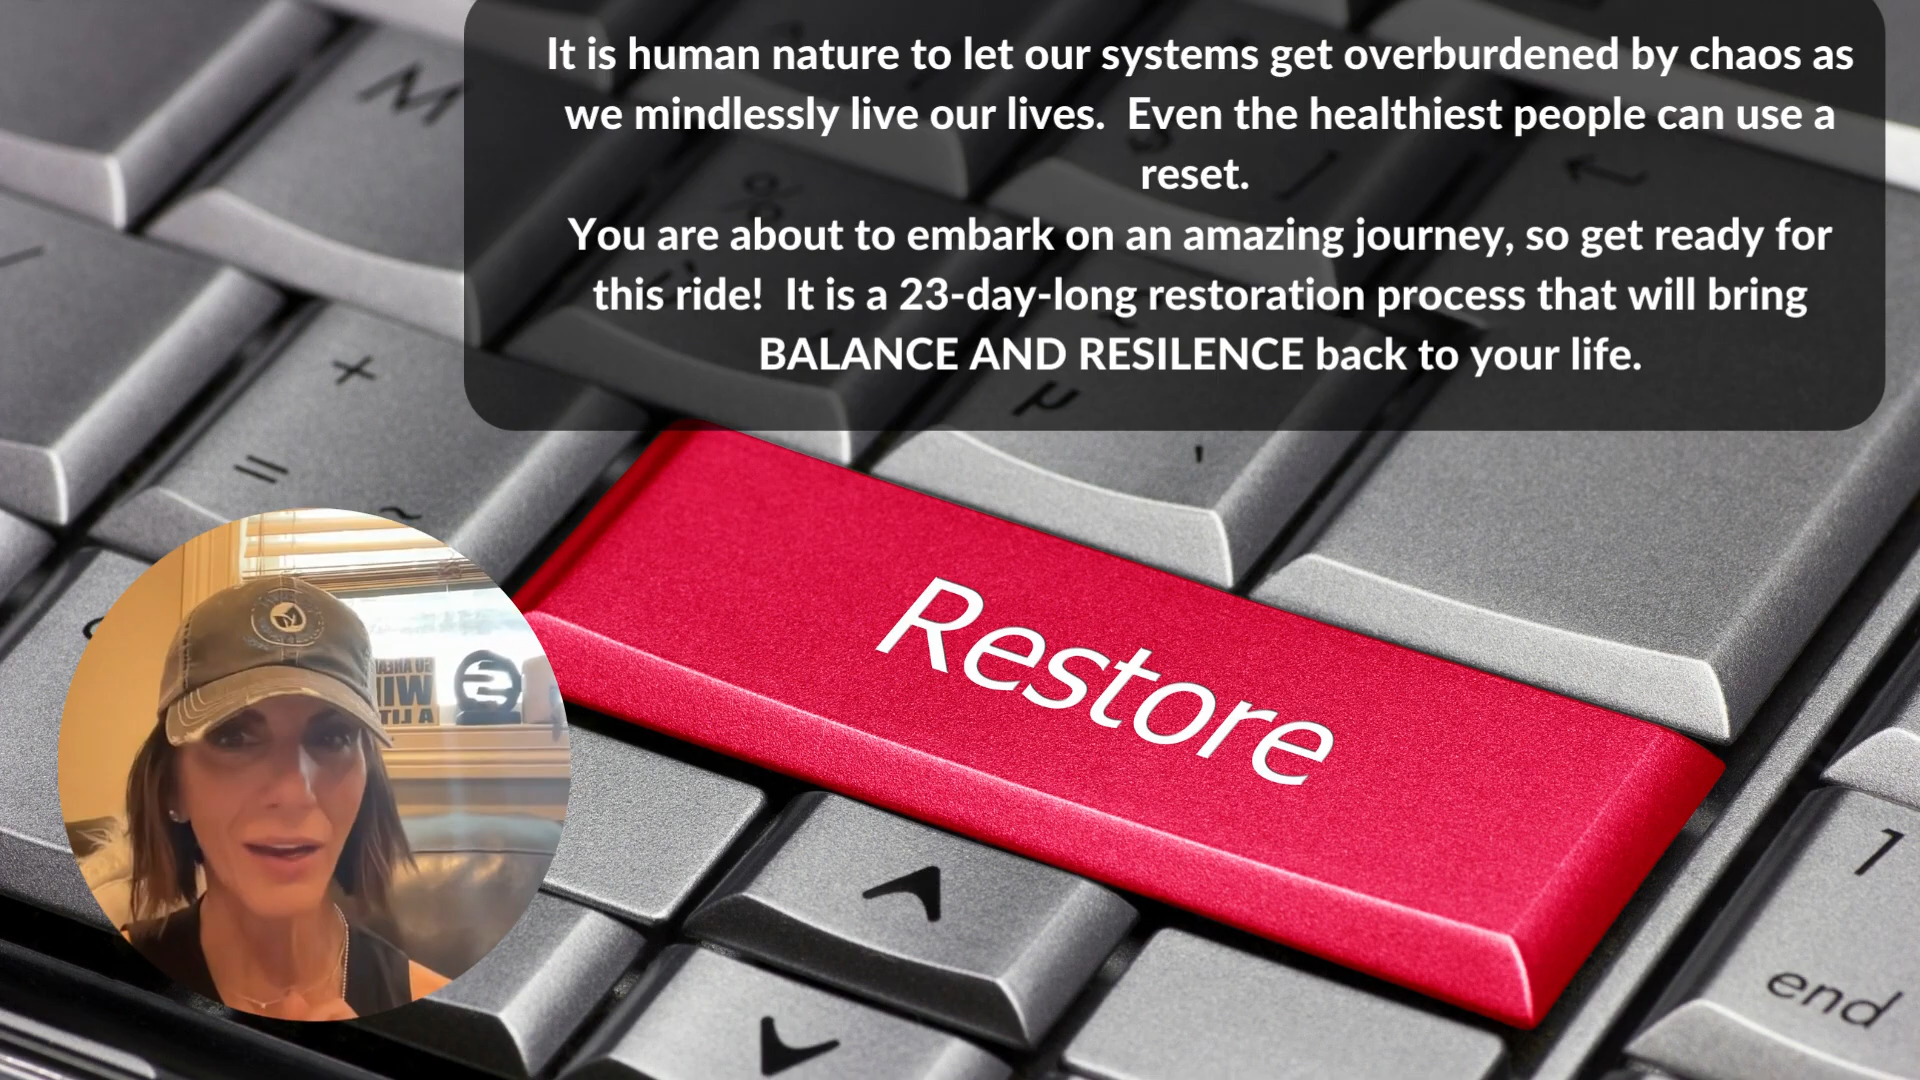 It is human nature to let our systems get overburdened by chaos as
we mindlessly live our lives.  Even the healthiest people can use a
reset.
You are about to embark on an amazing journey, so get ready for
this ride!  It is a 23-day-long restoration process that will bring
BALANCE AND RESILENCE back to your life.
M
%
+
µ
'
=
~
Restore
1
end